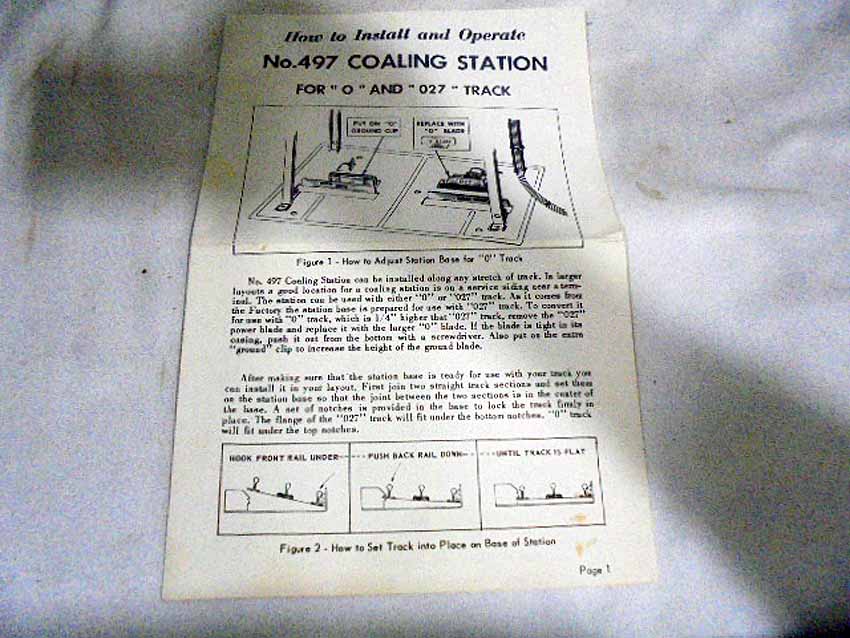 How to Install and Operate
No.497 COALING STATION
FOR "O" AND "027" TRACK
PUT ON "O"
GROUND CLIP
REPLACE WITH
"O" BLADE
Figure 1 - How to Adjust Station Base for "0" Track
No. 497 Coaling Station can be installed along any stretch of track. In larger
layouts a good location for a coaling station is on a service siding near a term-
inal. The station can be used with either "0" or "027" track. As it comes from
the Factory the station base is prepared for use with "027" track. To convert it
for use with "0" track, which is 1/4" higher that "027" track, remove the "027"
power blade and replace it with the larger "0" blade. If the blade is tight in its
casing, push it out from the bottom with a screwdriver. Also put on the extra
"ground" clip to increase the height of the ground blade.
After making sure that the station base is ready for use with your track you
can install it in your layout. First join two straight track sections and set them
on the station base so that the joint between the two sections is in the center of
the base. A set of notches is provided in the base to lock the track firmly in
place. The flange of the "027" track will fit under the bottom notches, "0" track
will fit under the top notches.
HOOK FRONT RAIL UNDER----PUSH BACK RAIL DOWN-----UNTIL TRACK IS FLAT
Figure 2 - How to Set Track into Place on Base of Station
Page 1